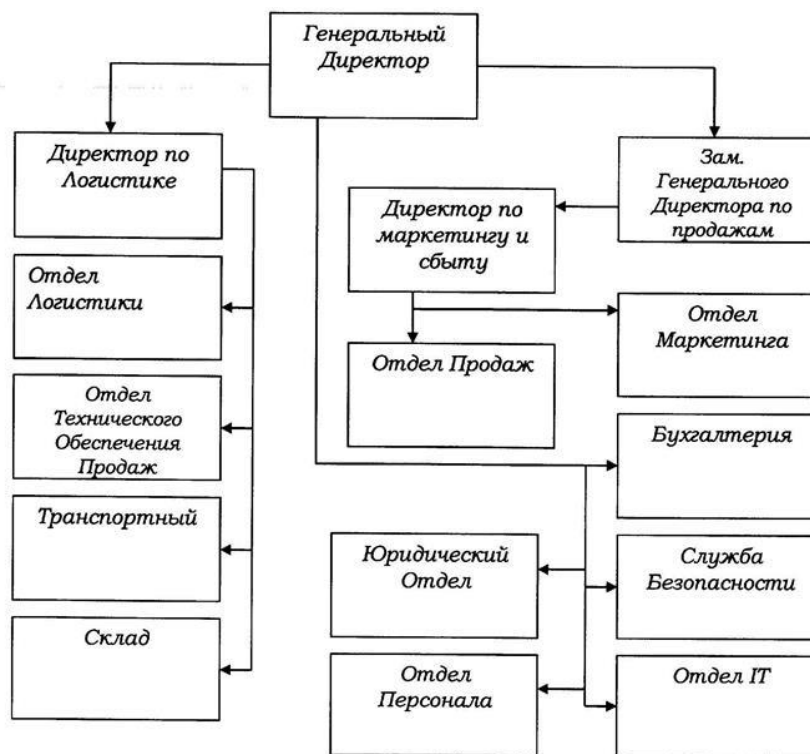 Генеральный
Директор
Директор по
Логистике
Зам.
Генерального
Директора по
продажам
Директор по
маркетингу и
сбыту
Отдел
Логистики
Отдел
Маркетинга
Отдел Продаж
Отдел
Технического
Обеспечения
Продаж
Бухгалтерия
Транспортный
Юридический
Отдел
Служба
Безопасности
Склад
Отдел
Персонала
Отдел IT